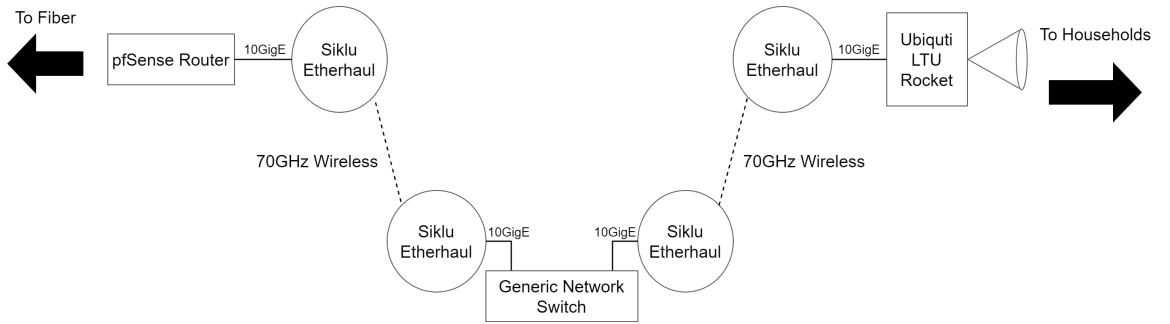 To Fiber
pfSense Router
10GigE
Siklu
Etherhaul
70GHz Wireless
Siklu
Etherhaul
10GigE
Generic Network
Switch
10GigE
Siklu
Etherhaul
70GHz Wireless
Siklu
Etherhaul
10GigE
Ubiquti
LTU
Rocket
To Households